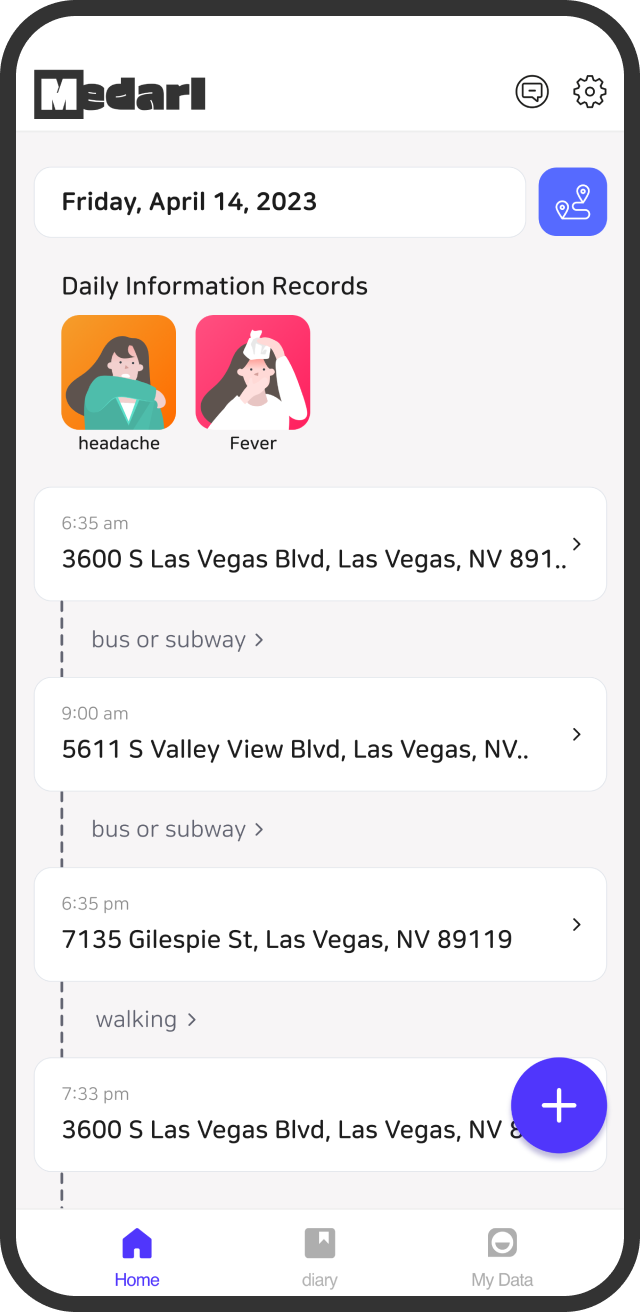 Medarl
Friday, April 14, 2023
Daily Information Records
headache
Fever
6:35 am
3600 S Las Vegas Blvd, Las Vegas, NV 891..
bus or subway
9:00 am
5611 S Valley View Blvd, Las Vegas, NV..
bus or subway
6:35 pm
7135 Gilespie St, Las Vegas, NV 89119
walking
7:33 pm
3600 S Las Vegas Blvd, Las Vegas, NV 8
Home
diary
My Data